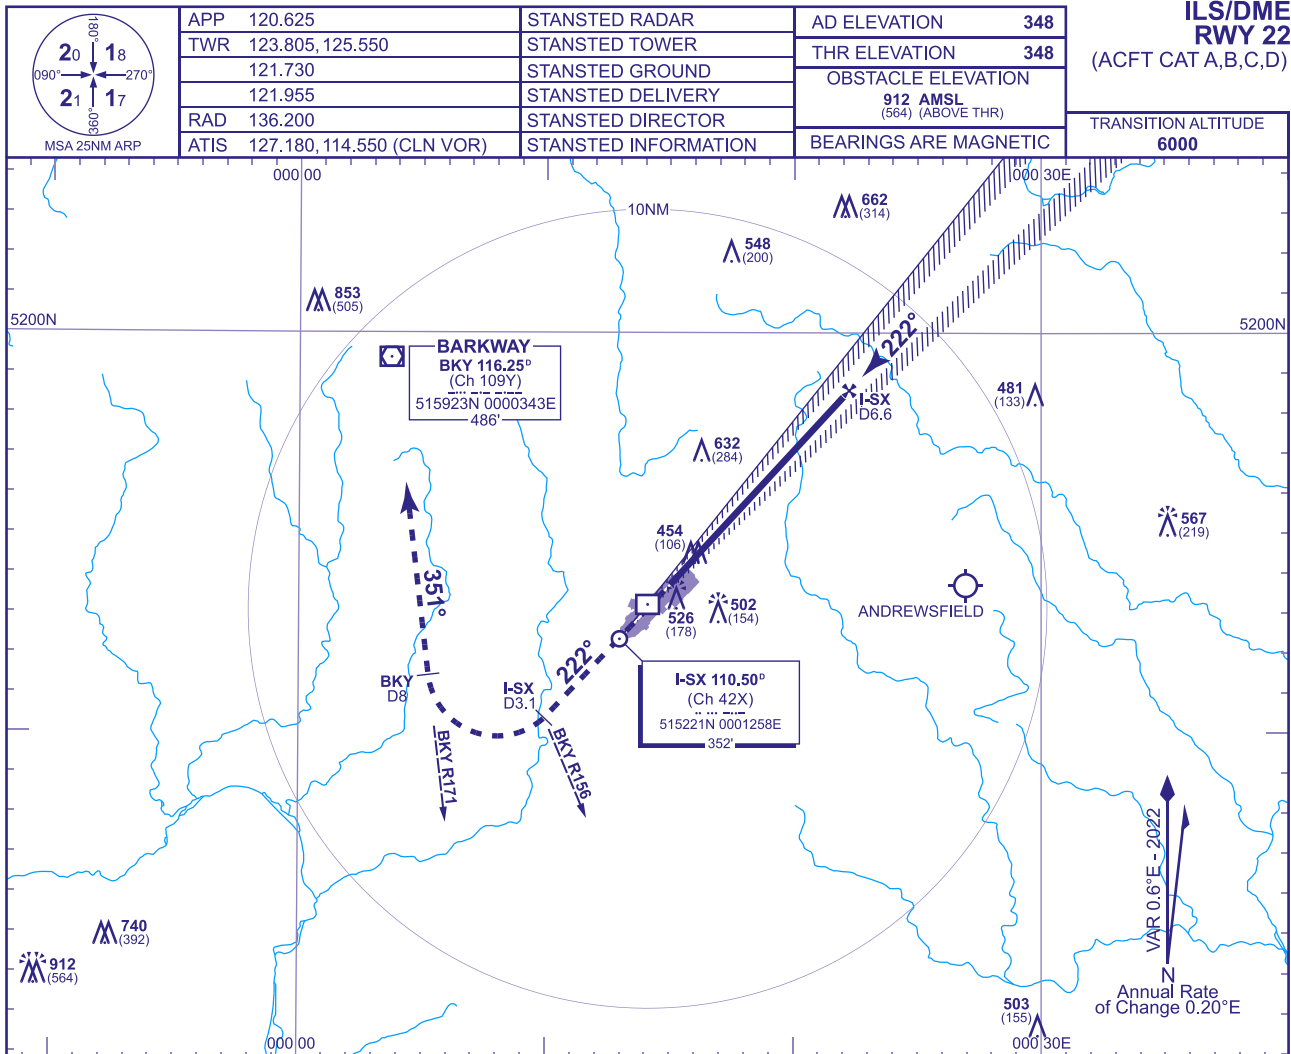 180°
20 18
090° 270°
21 17
360°
MSA 25NM ARP
APP 120.625 STANSTED RADAR
TWR 123.805, 125.550 STANSTED TOWER
121.730 STANSTED GROUND
121.955 STANSTED DELIVERY
RAD 136.200 STANSTED DIRECTOR
ATIS 127.180, 114.550 (CLN VOR) STANSTED INFORMATION
AD ELEVATION 348
THR ELEVATION 348
OBSTACLE ELEVATION
912 AMSL
(564) (ABOVE THR)
BEARINGS ARE MAGNETIC
ILS/DME
RWY 22
(ACFT CAT A,B,C,D)
TRANSITION ALTITUDE
6000
000 00
000 30E
10NM
662
(314)
548
(200)
853
(505)
5200N
5200N
222°
BARKWAY
BKY 116.25ᴰ
(Ch 109Y)
515923N 0000343E
486'
I-SX
D6.6
481
(133)
632
(284)
454
(106)
567
(219)
351°
ANDREWSFIELD
526
(178)
502
(154)
222°
BKY
D8
I-SX
D3.1
I-SX 110.50ᴰ
(Ch 42X)
515221N 0001258E
352'
BKY R171
BKY R156
VAR 0.6°E - 2022
N
Annual Rate
of Change 0.20°E
740
(392)
912
(564)
503
(155)
000 00
000 30E